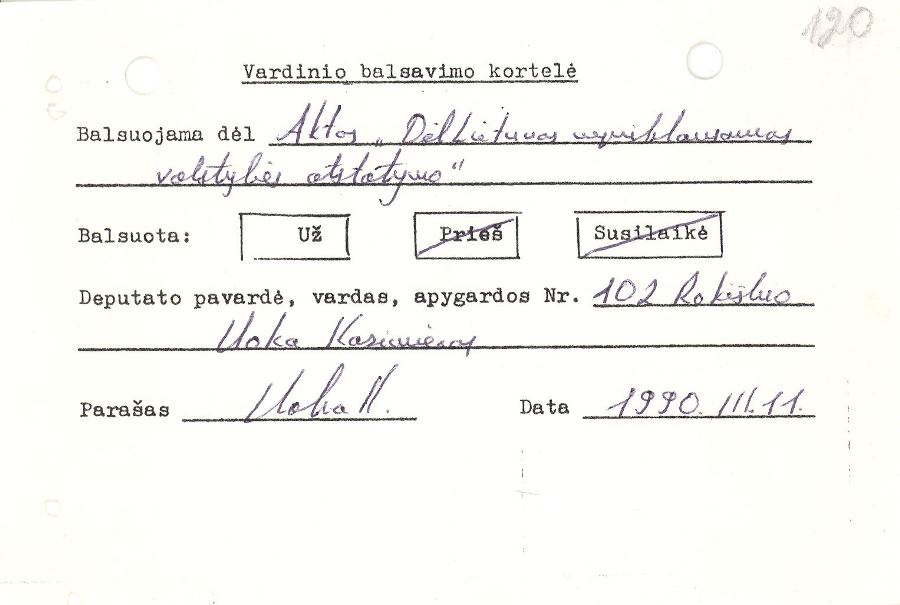 120
Vardinio balsavimo kortelė
Balsuojama dėl Aktas „Dėl Lietuvos nepriklausomos
valstybės atstatymo“
Balsuota: Už Prieš Susilaikė
Deputato pavardė, vardas, apygardos Nr. 102 Rokiškio
Uoka Kazimieras
Parašas Uoka K. Data 1990.III.11.